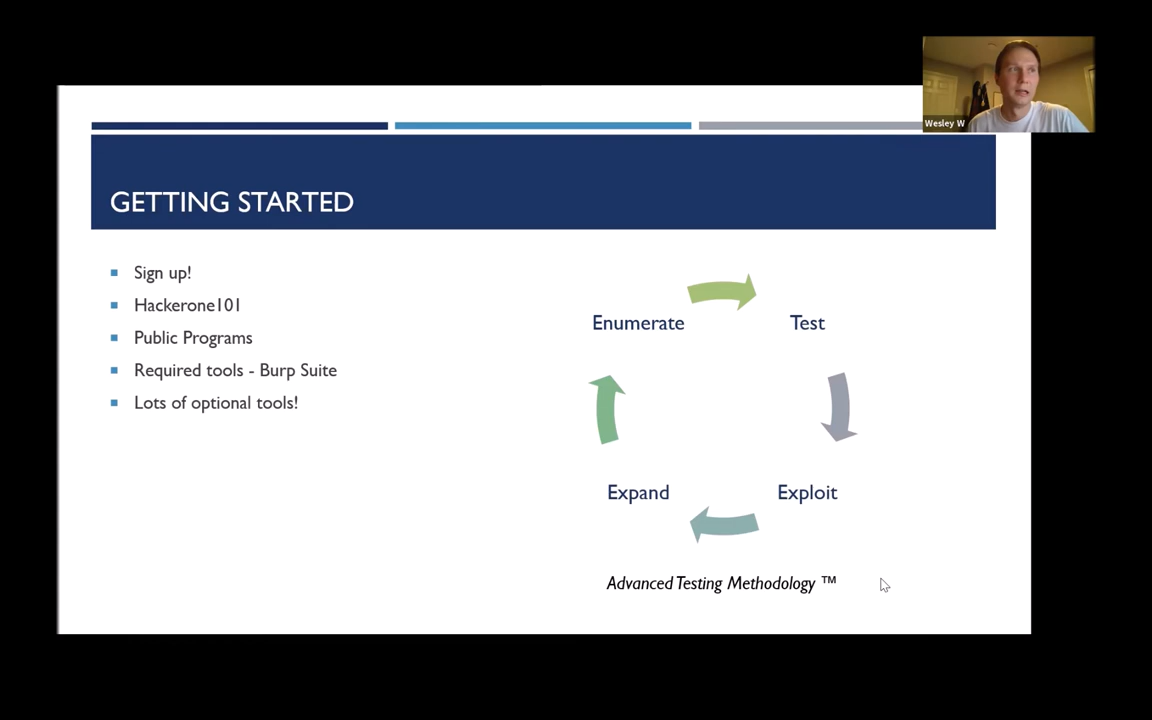 Wesley W
GETTING STARTED
Sign up!
Hackerone101
Public Programs
Required tools - Burp Suite
Lots of optional tools!
Enumerate
Test
Expand
Exploit
Advanced Testing Methodology ™